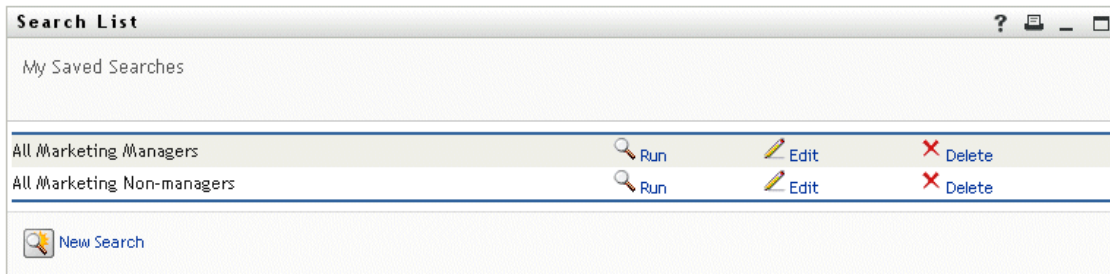 Search List ?
My Saved Searches
All Marketing Managers Run Edit Delete
All Marketing Non-managers Run Edit Delete
New Search